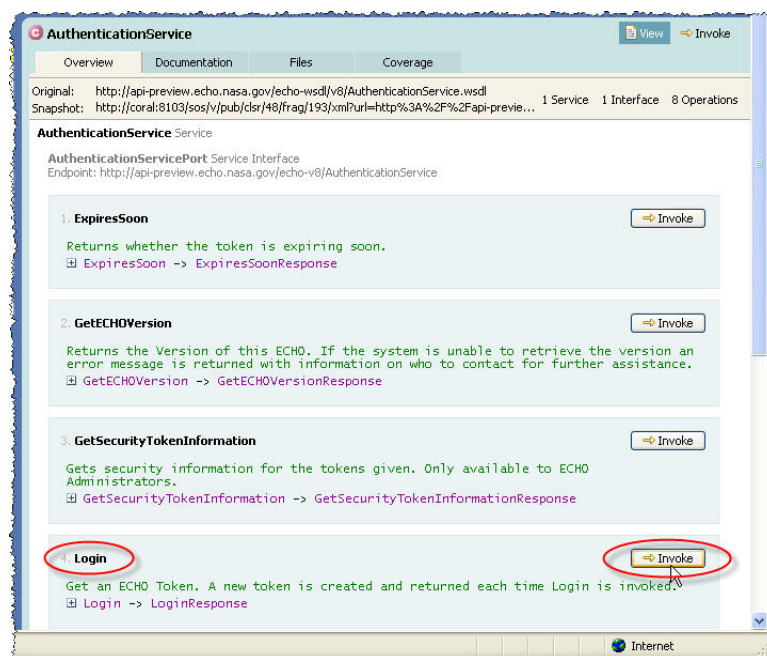 AuthenticationService
View
Invoke
Overview
Documentation
Files
Coverage
Original: http://api-preview.echo.nasa.gov/echo-wsdl/v8/AuthenticationService.wsdl
Snapshot: http://coral:8103/sos/v/pub/clsr/48/frag/193/xml?url=http%3A%2F%2Fapi-previe...
1 Service 1 Interface 8 Operations
AuthenticationService Service
AuthenticationServicePort Service Interface
Endpoint: http://api-preview.echo.nasa.gov/echo-v8/AuthenticationService
1. ExpiresSoon
Invoke
Returns whether the token is expiring soon.
ExpiresSoon -> ExpiresSoonResponse
2. GetECHOVersion
Invoke
Returns the Version of this ECHO. If the system is unable to retrieve the version an
error message is returned with information on who to contact for further assistance.
GetECHOVersion -> GetECHOVersionResponse
3. GetSecurityTokenInformation
Invoke
Gets security information for the tokens given. Only available to ECHO
Administrators.
GetSecurityTokenInformation -> GetSecurityTokenInformationResponse
4. Login
Invoke
Get an ECHO Token. A new token is created and returned each time Login is invoked.
Login -> LoginResponse
Internet